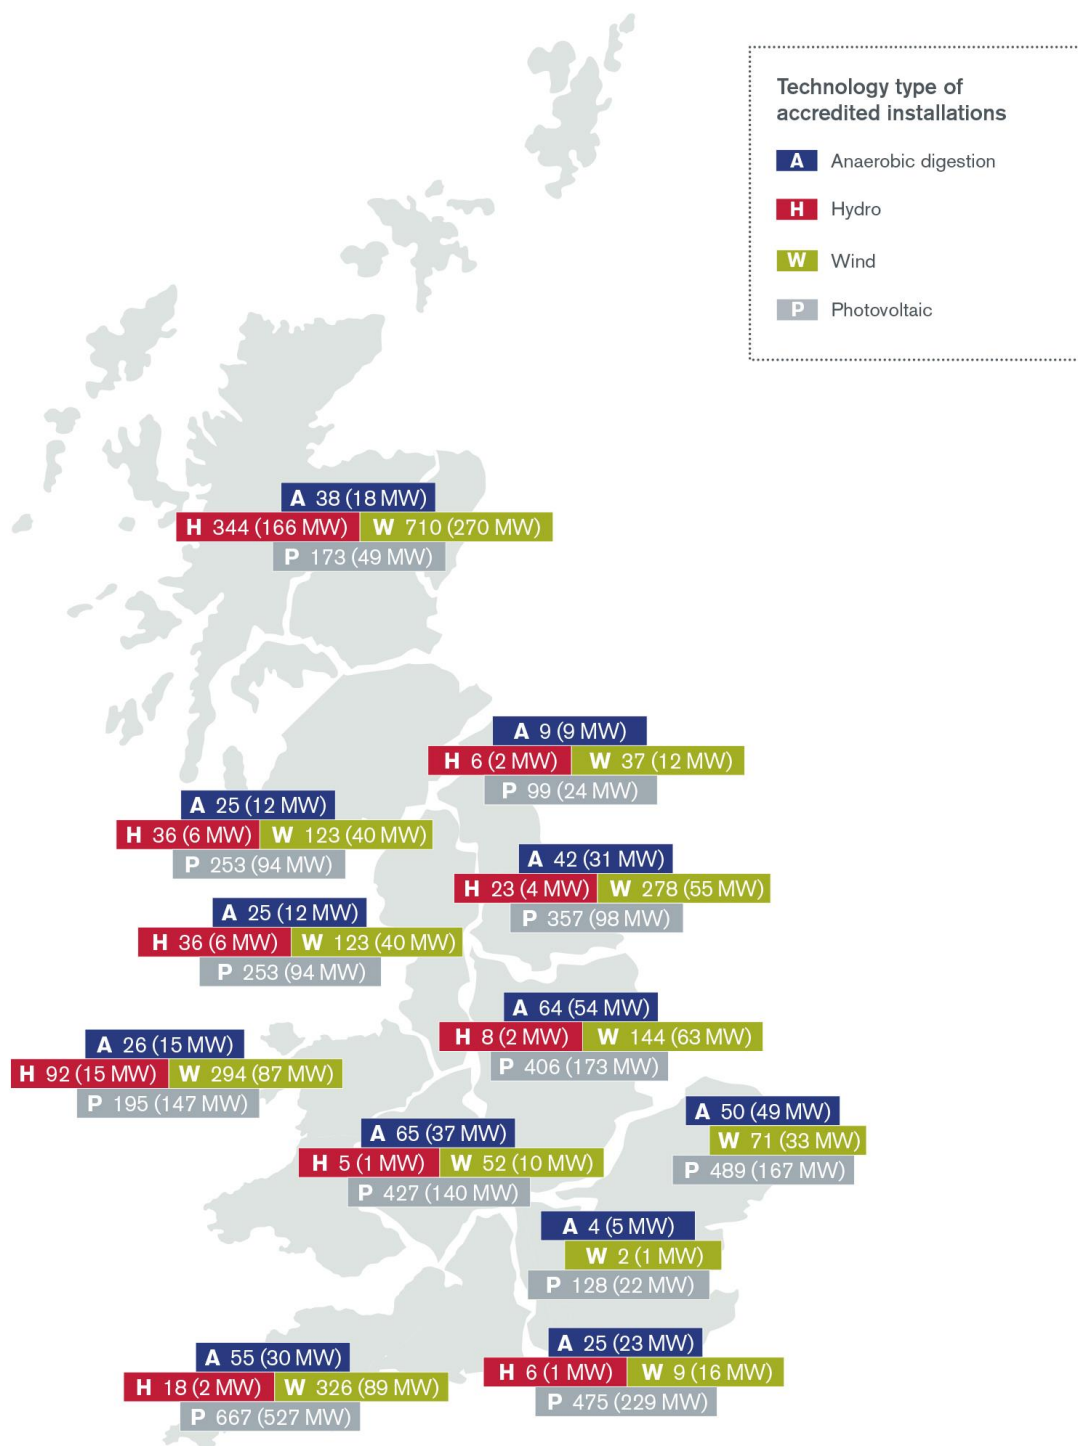 Technology type of
accredited installations
A Anaerobic digestion
H Hydro
W Wind
P Photovoltaic
A 38 (18 MW)
H 344 (166 MW) W 710 (270 MW)
P 173 (49 MW)
A 9 (9 MW)
H 6 (2 MW) W 37 (12 MW)
P 99 (24 MW)
A 25 (12 MW)
H 36 (6 MW) W 123 (40 MW)
P 253 (94 MW)
A 42 (31 MW)
H 23 (4 MW) W 278 (55 MW)
P 357 (98 MW)
A 25 (12 MW)
H 36 (6 MW) W 123 (40 MW)
P 253 (94 MW)
A 64 (54 MW)
H 8 (2 MW) W 144 (63 MW)
P 406 (173 MW)
A 26 (15 MW)
H 92 (15 MW) W 294 (87 MW)
P 195 (147 MW)
A 50 (49 MW)
W 71 (33 MW)
P 489 (167 MW)
A 65 (37 MW)
H 5 (1 MW) W 52 (10 MW)
P 427 (140 MW)
A 4 (5 MW)
W 2 (1 MW)
P 128 (22 MW)
A 25 (23 MW)
H 6 (1 MW) W 9 (16 MW)
P 475 (229 MW)
A 55 (30 MW)
H 18 (2 MW) W 326 (89 MW)
P 667 (527 MW)